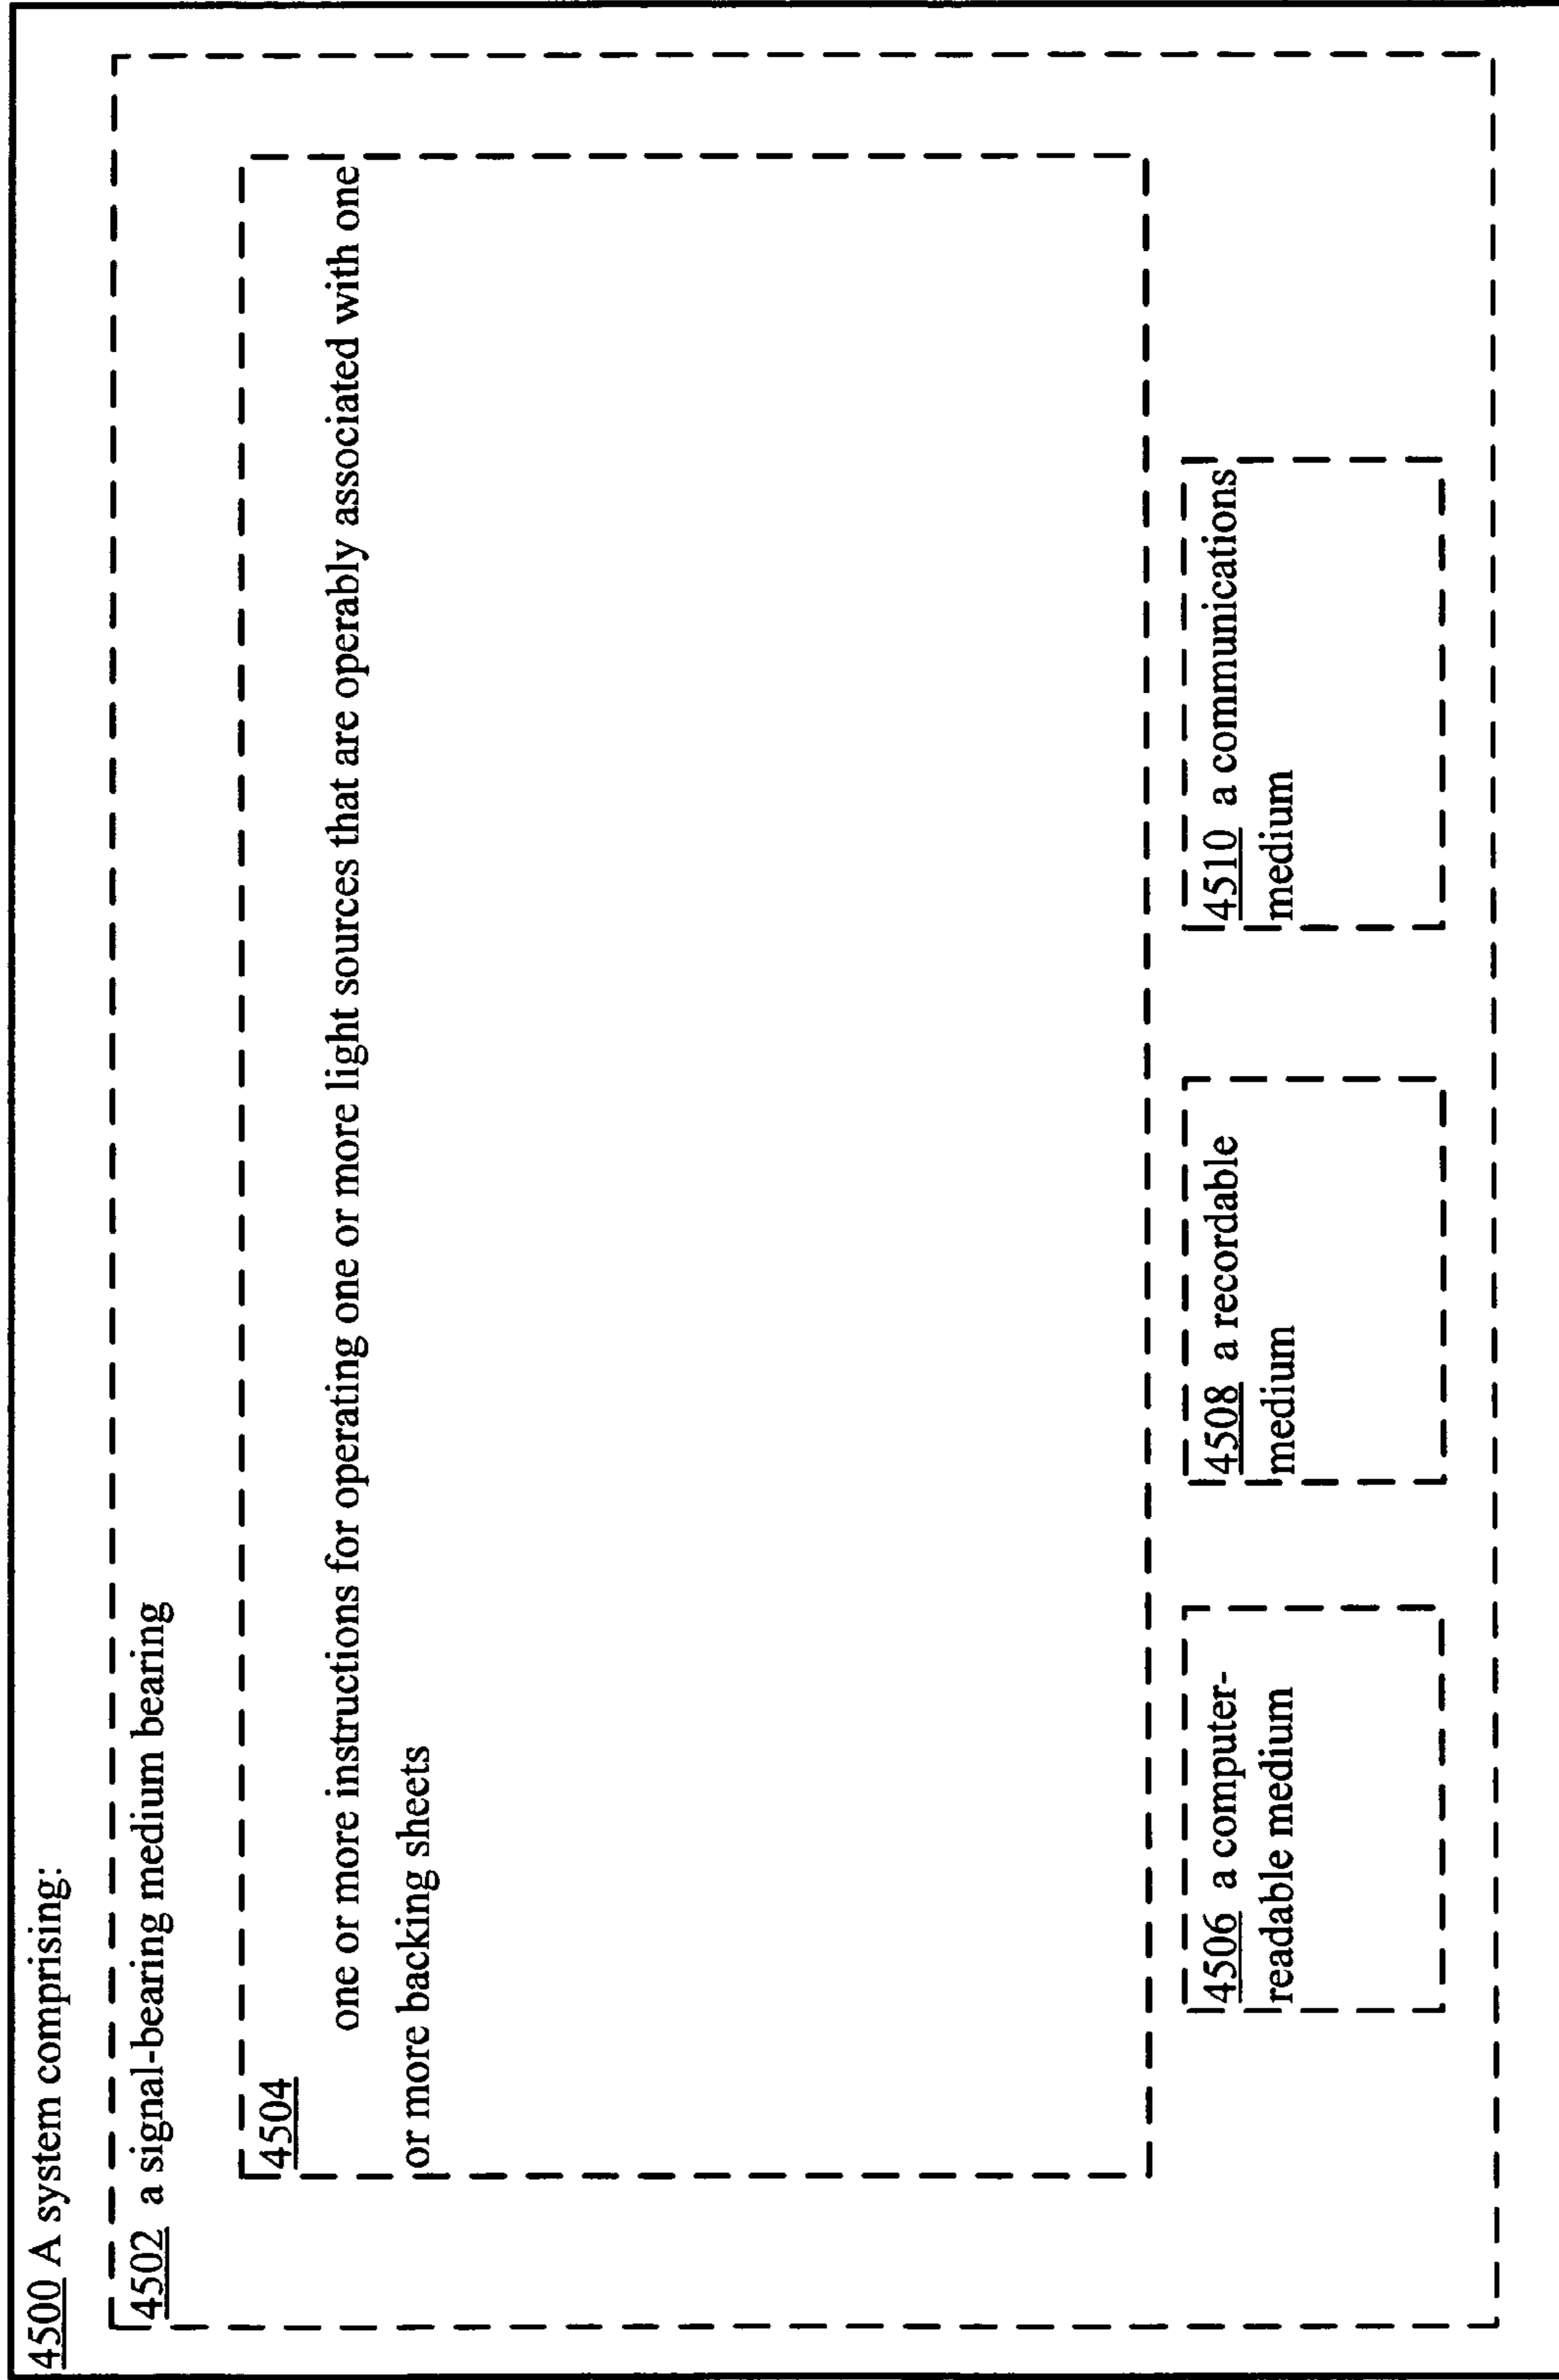 4500 A system comprising:
4502 a signal-bearing medium bearing
4504
one or more instructions for operating one or more light sources that are operably associated with one
or more backing sheets
4506 a computer-
readable medium
4508 a recordable
medium
4510 a communications
medium